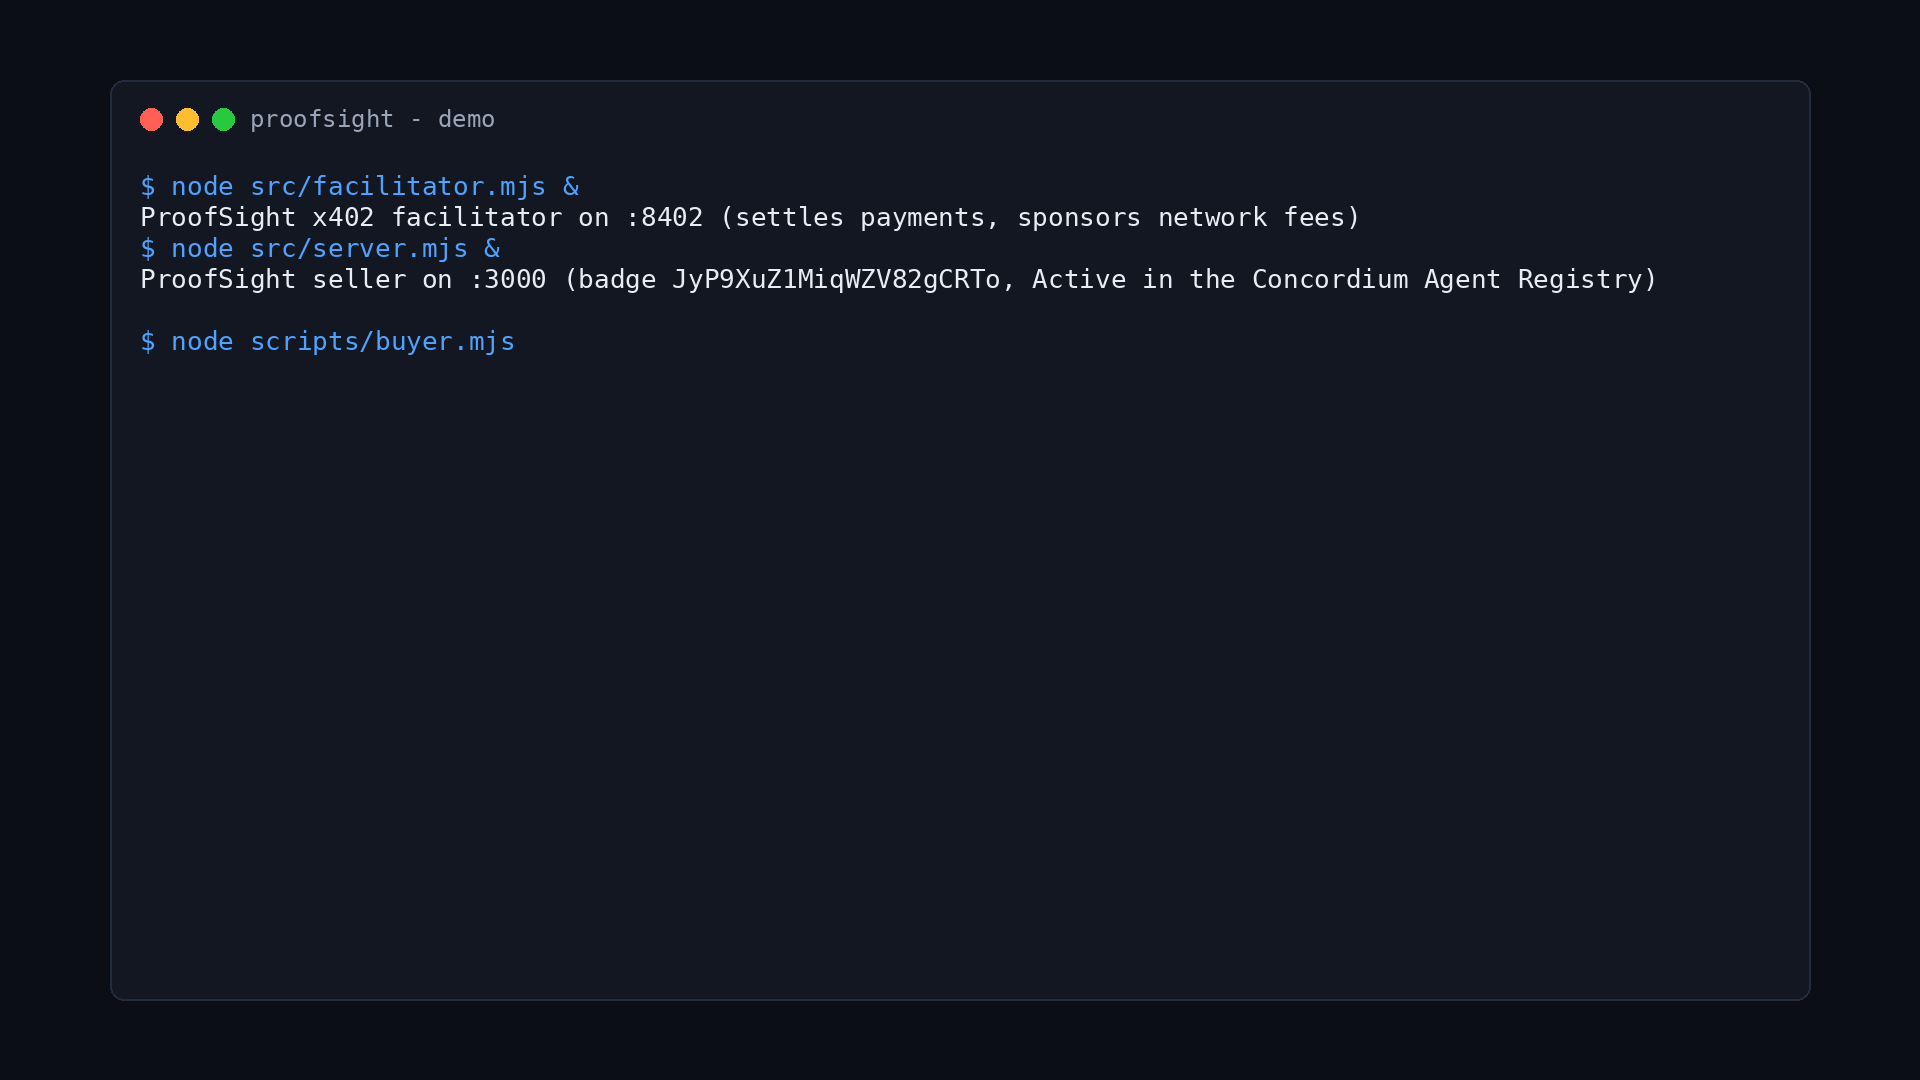 proofsight - demo
$ node src/facilitator.mjs &
ProofSight x402 facilitator on :8402 (settles payments, sponsors network fees)
$ node src/server.mjs &
ProofSight seller on :3000 (badge JyP9XuZ1MiqWZV82gCRTo, Active in the Concordium Agent Registry)
$ node scripts/buyer.mjs